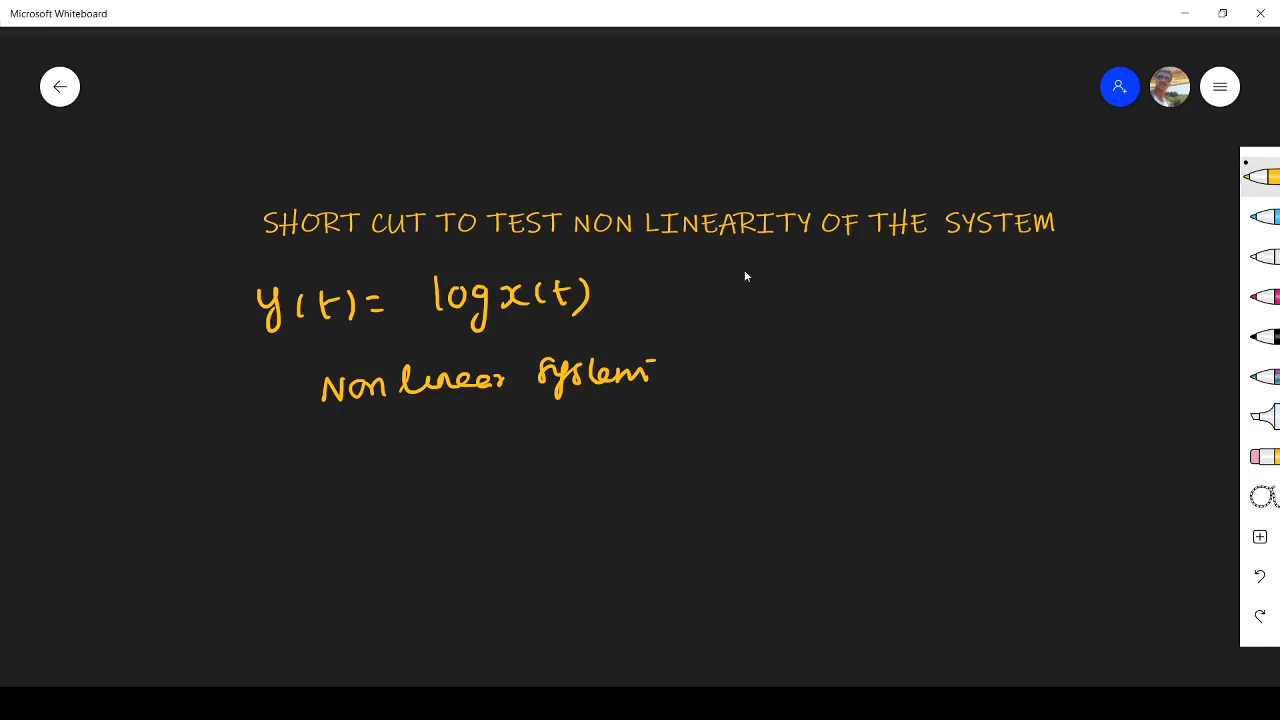 Microsoft Whiteboard
SHORT CUT TO TEST NON LINEARITY OF THE SYSTEM
y(t) = log x(t)
Non linear system